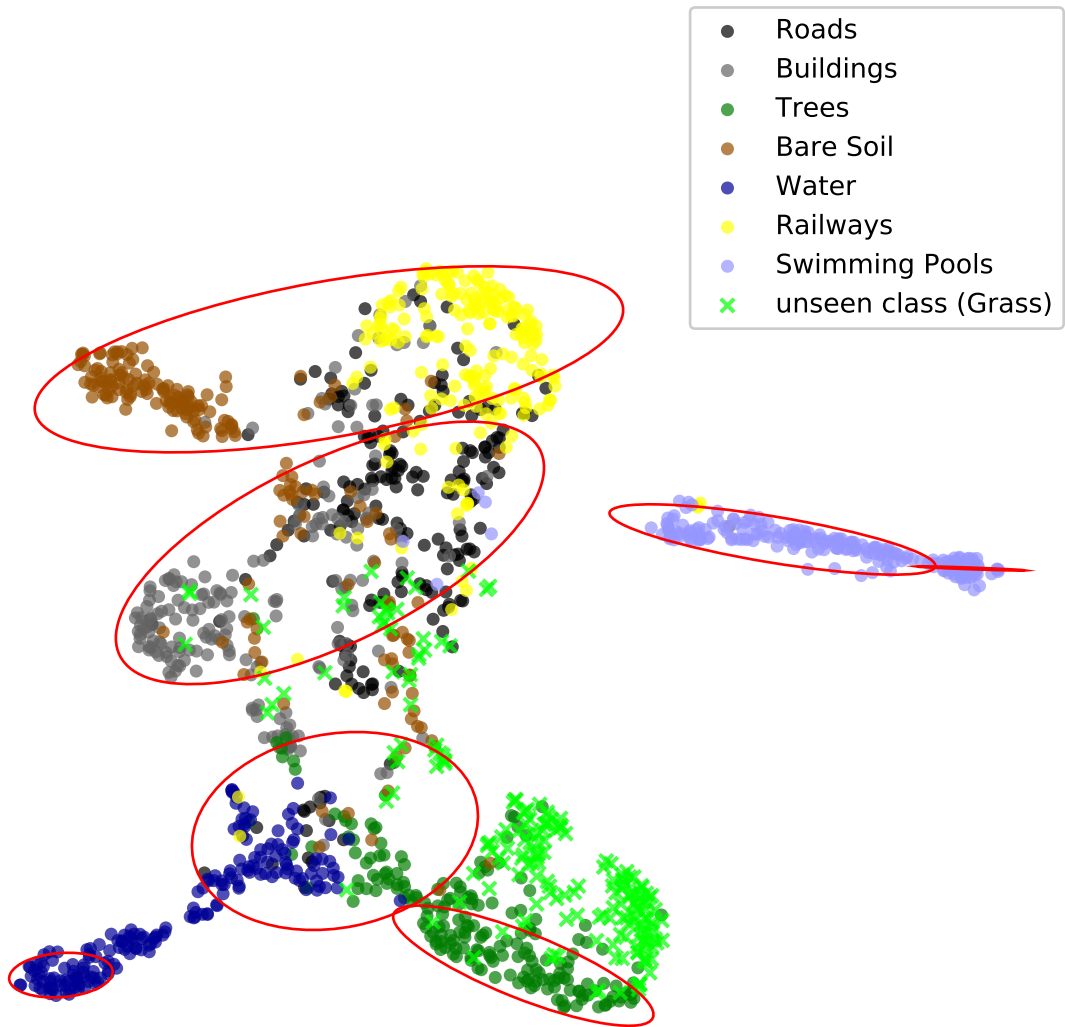 Roads
Buildings
Trees
Bare Soil
Water
Railways
Swimming Pools
unseen class (Grass)